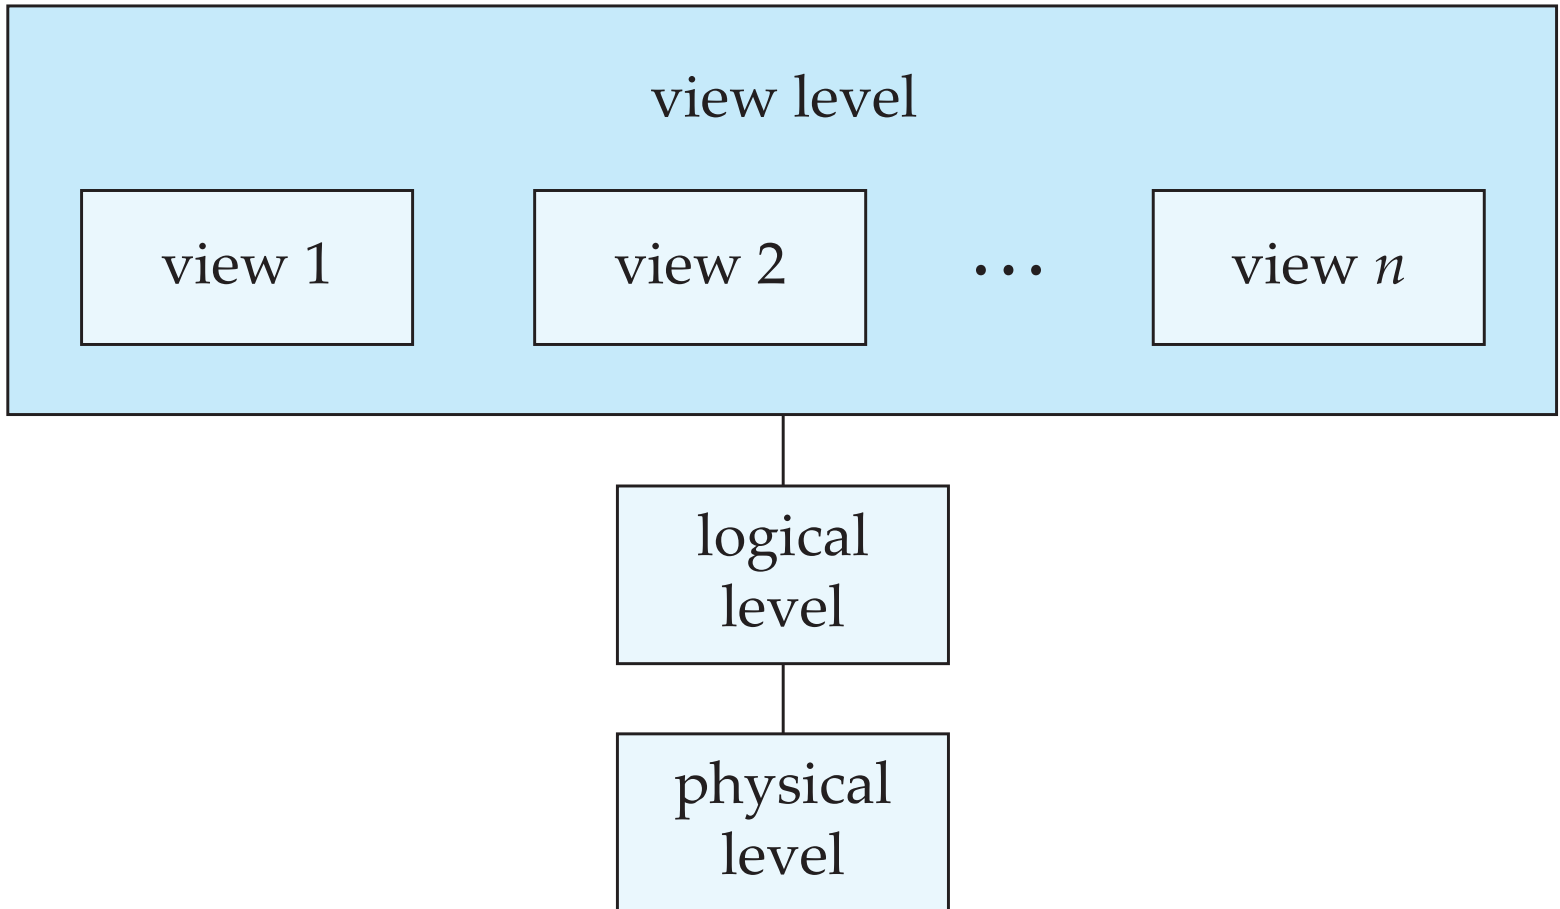 view level
view 1 view 2 ... view n
logical
level
physical
level